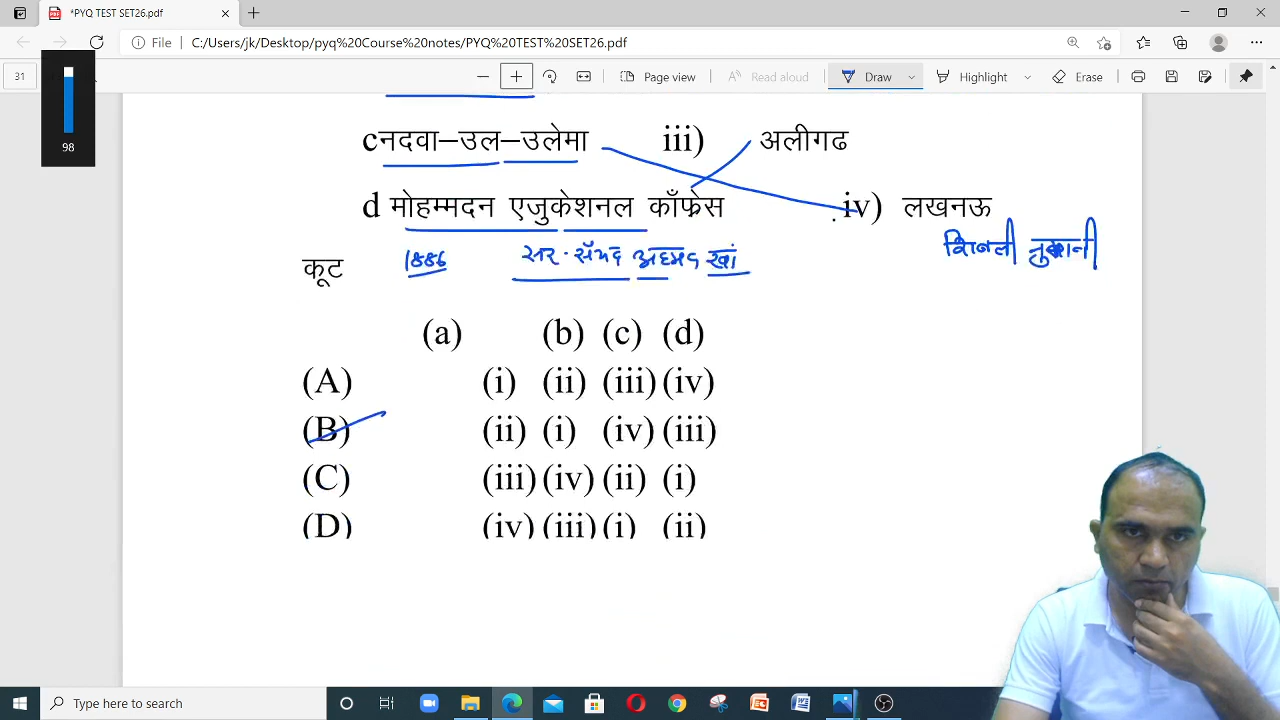 *PYQ TEST SET26.pdf
File C:/Users/jk/Desktop/pyq%20Course%20notes/PYQ%20TEST%20SET26.pdf
31 Page view Read aloud Draw Highlight Erase
98
cनदवा–उल–उलेमा iii) अलीगढ
d मोहम्मदन एजुकेशनल काँफ्रेस iv) लखनऊ
1886 सर. सैयद अहमद खां शिबली
कूट
(a) (b) (c) (d)
(A) (i) (ii) (iii) (iv)
(B) (ii) (i) (iv) (iii)
(C) (iii) (iv) (ii) (i)
(D) (iv) (iii) (i) (ii)
Type here to search